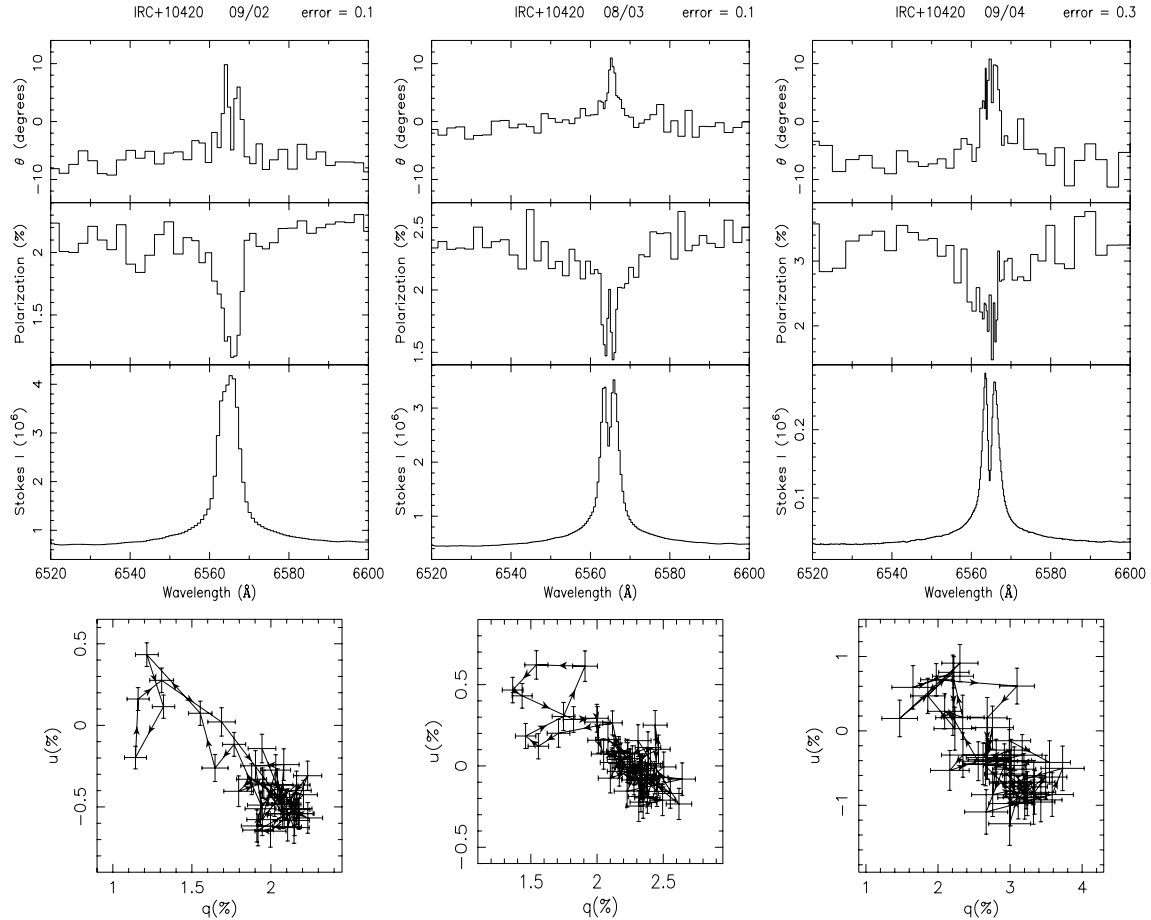 IRC+10420 09/02 error = 0.1
IRC+10420 08/03 error = 0.1
IRC+10420 09/04 error = 0.3
θ (degrees)
10
0
−10
θ (degrees)
10
0
−10
θ (degrees)
10
0
−10
Polarization (%)
2
1.5
Polarization (%)
2.5
2
1.5
Polarization (%)
3
2
Stokes I (10⁶)
4
3
2
1
Stokes I (10⁶)
3
2
1
Stokes I (10⁶)
0.2
0.1
6520 6540 6560 6580 6600
Wavelength (Å)
6520 6540 6560 6580 6600
Wavelength (Å)
6520 6540 6560 6580 6600
Wavelength (Å)
u(%)
0.5
0
−0.5
1 1.5 2
q(%)
u(%)
0.5
0
−0.5
1.5 2 2.5
q(%)
u(%)
1
0
−1
1 2 3 4
q(%)